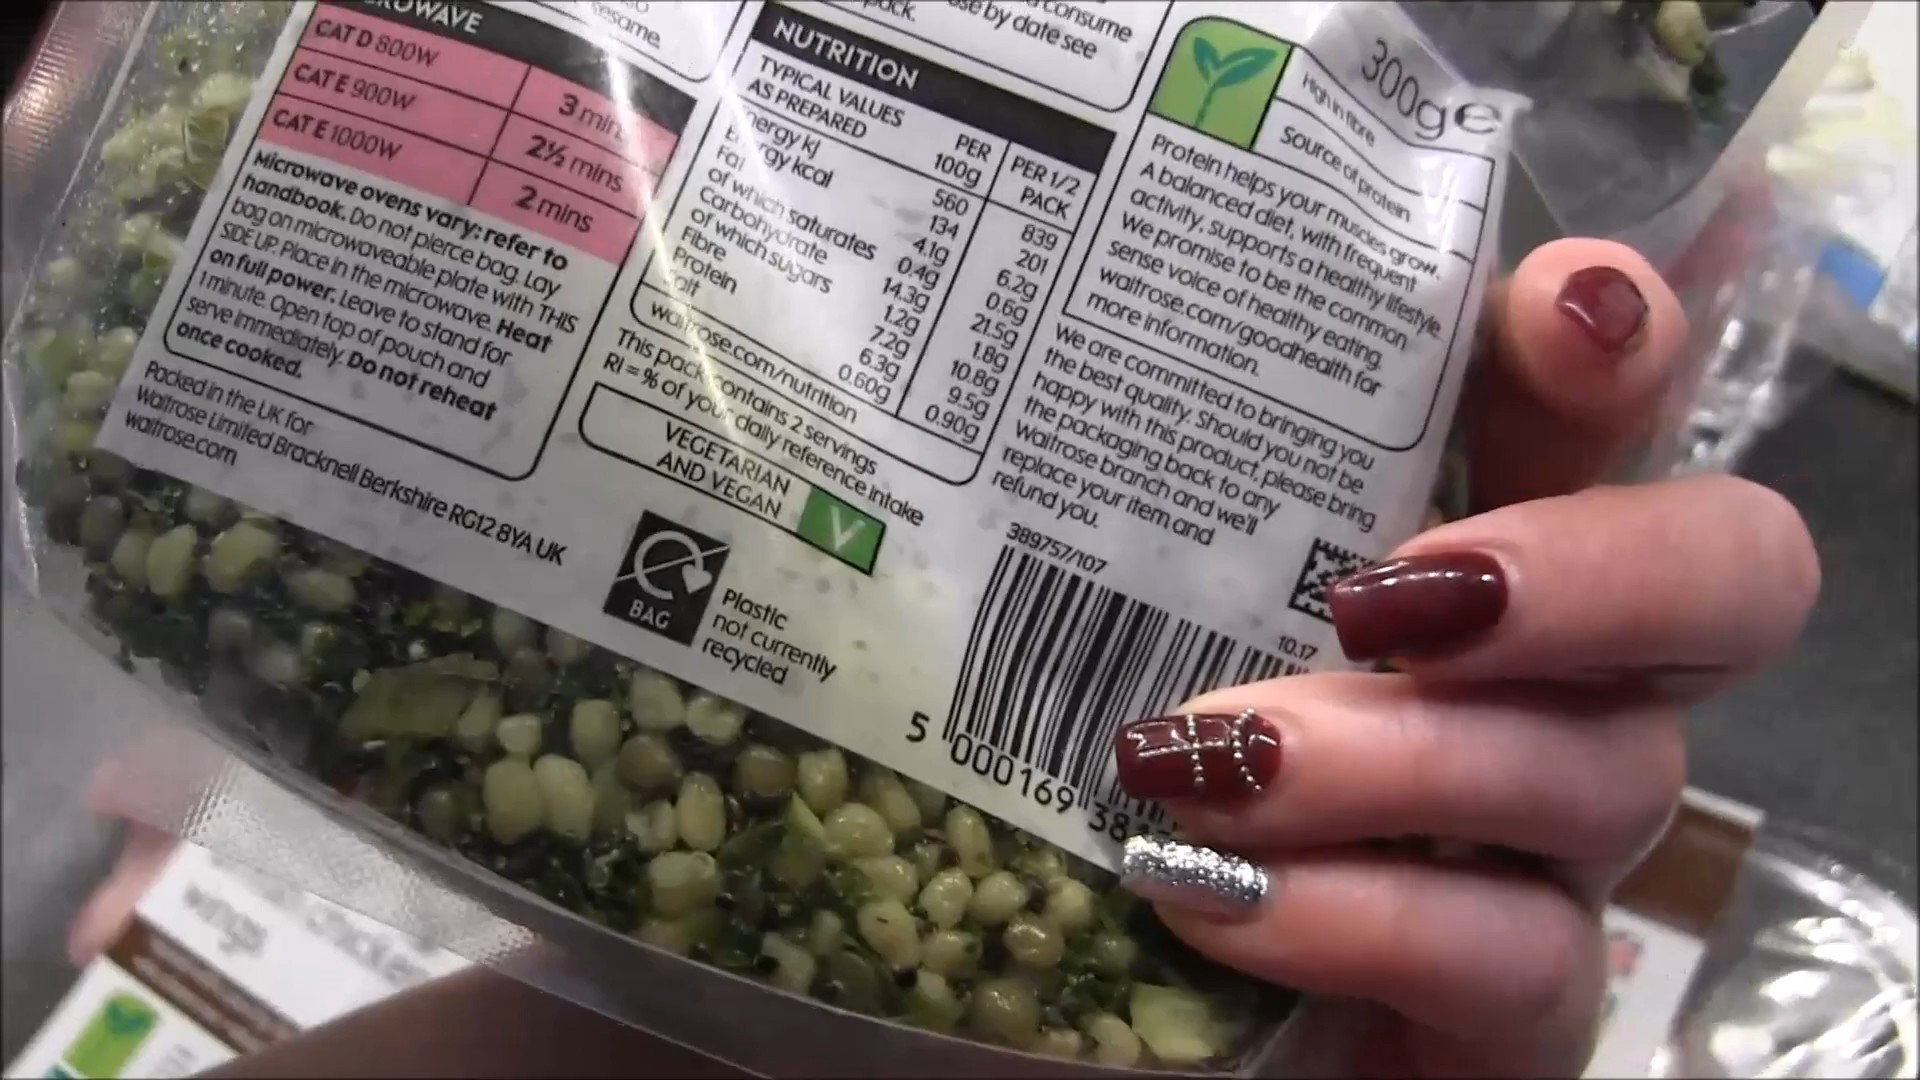 sesame
CAT D 800W 3 mins
CAT E 900W 2½ mins
CAT E 1000W 2 mins
Microwave ovens vary: refer to
handbook. Do not pierce bag. Lay
bag on microwaveable plate with THIS
SIDE UP. Place in the microwave. Heat
on full power. Leave to stand for
1 minute. Open top of pouch and
serve immediately. Do not reheat
once cooked.
Packed in the UK for
Waitrose Limited Bracknell Berkshire RG12 8YA UK
waitrose.com
pack.
consume
use by date see
NUTRITION
TYPICAL VALUES
AS PREPARED PER 100g PER 1/2 PACK
Energy kJ 560 839
Energy kcal 134 201
Fat 4.1g 6.2g
of which saturates 0.4g 0.6g
Carbohydrate 14.3g 21.5g
of which sugars 1.2g 1.8g
Fibre 7.2g 10.8g
Protein 6.3g 9.5g
Salt 0.60g 0.90g
waitrose.com/nutrition
This pack contains 2 servings
RI = % of your daily reference intake
VEGETARIAN
AND VEGAN
V
BAG
Plastic
not currently
recycled
300g e
High in fibre
Source of protein
Protein helps your muscles grow.
A balanced diet, with frequent
activity, supports a healthy lifestyle.
We promise to be the common
sense voice of healthy eating.
waitrose.com/goodhealth for
more information.
We are committed to bringing you
the best quality. Should you not be
happy with this product, please bring
the packaging back to any
Waitrose branch and we'll
replace your item and
refund you.
389757/107
10.17
5 000169 38
chicken
wings